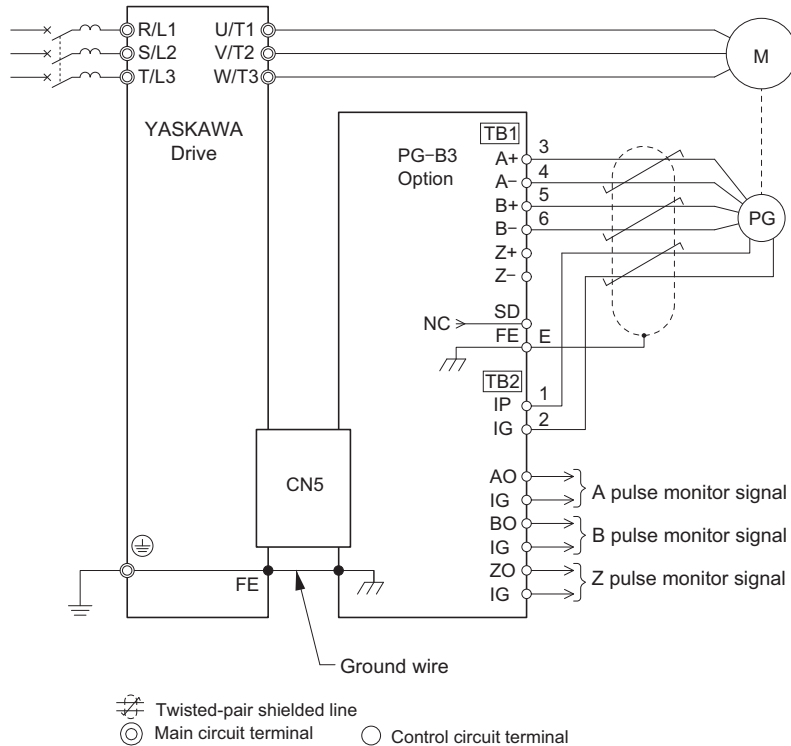 R/L1 U/T1
S/L2 V/T2
T/L3 W/T3
M
YASKAWA
Drive
PG-B3
Option
TB1
A+ 3
A− 4
B+ 5
B− 6
Z+
Z−
PG
NC SD
FE E
TB2
IP 1
IG 2
CN5
AO
IG
A pulse monitor signal
BO
IG
B pulse monitor signal
ZO
IG
Z pulse monitor signal
FE
Ground wire
Twisted-pair shielded line
Main circuit terminal
Control circuit terminal